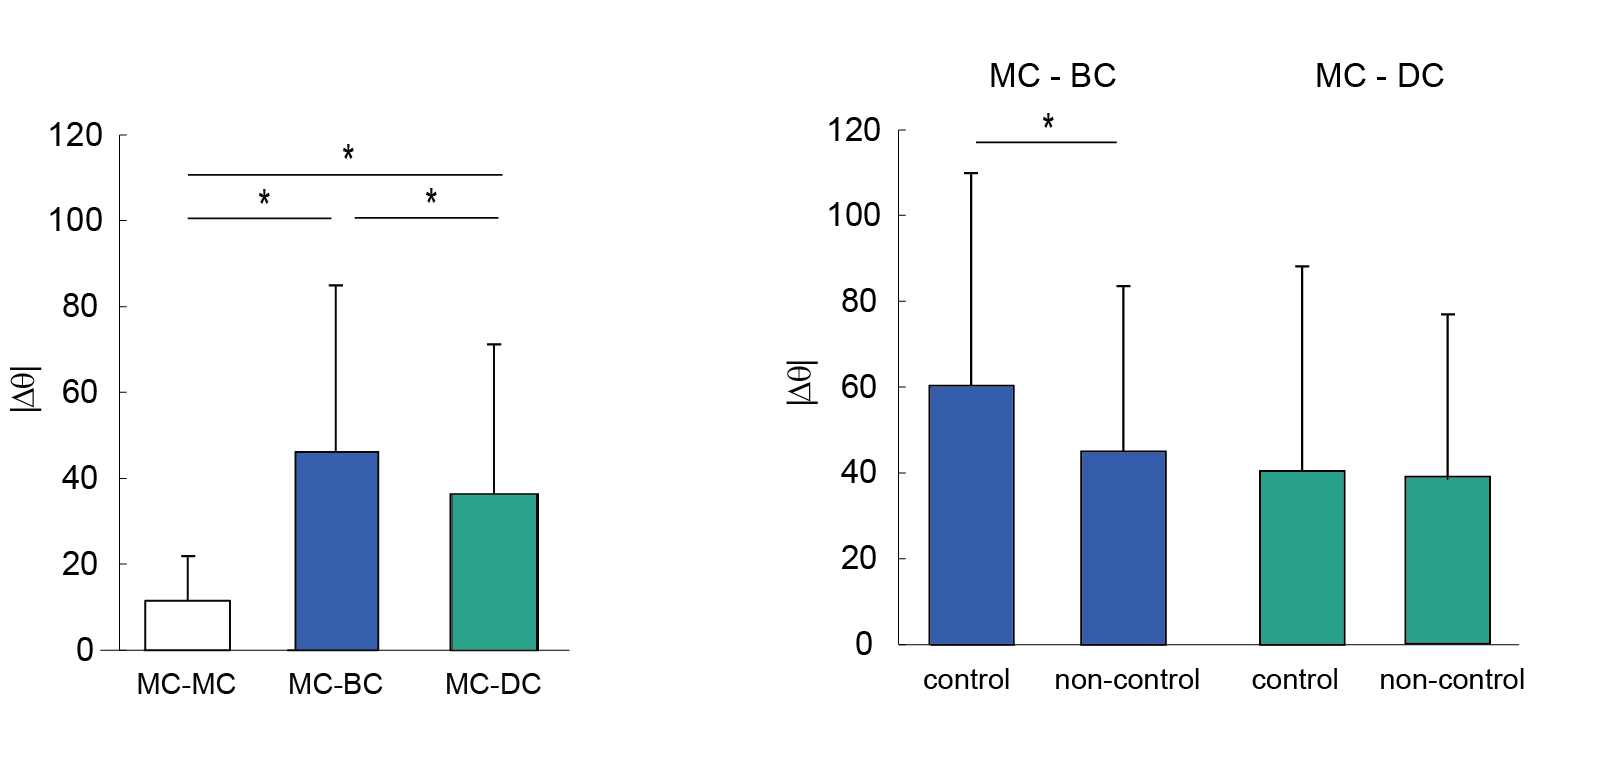 MC - BC
MC - DC
120
100
80
60
40
20
0
|Δθ|
*
*
*
MC-MC
MC-BC
MC-DC
120
100
80
60
40
20
0
|Δθ|
*
control
non-control
control
non-control